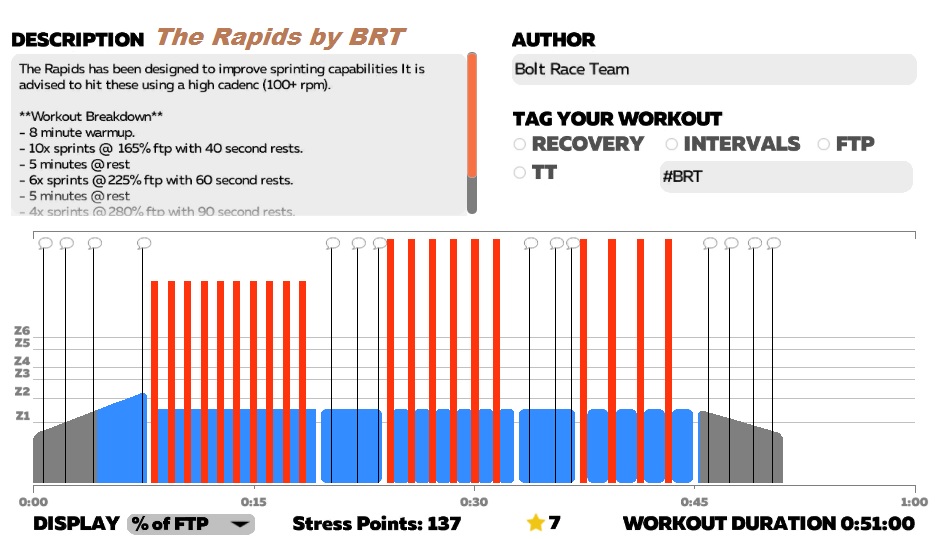 DESCRIPTION The Rapids by BRT
The Rapids has been designed to improve sprinting capabilities It is
advised to hit these using a high cadenc (100+ rpm).
**Workout Breakdown**
- 8 minute warmup.
- 10x sprints @ 165% ftp with 40 second rests.
- 5 minutes @ rest
- 6x sprints @ 225% ftp with 60 second rests.
- 5 minutes @ rest
- 4x sprints @ 280% ftp with 90 second rests.
AUTHOR
Bolt Race Team
TAG YOUR WORKOUT
RECOVERY INTERVALS FTP
TT #BRT
Z6
Z5
Z4
Z3
Z2
Z1
0:00 0:15 0:30 0:45 1:00
DISPLAY % of FTP Stress Points: 137 7 WORKOUT DURATION 0:51:00